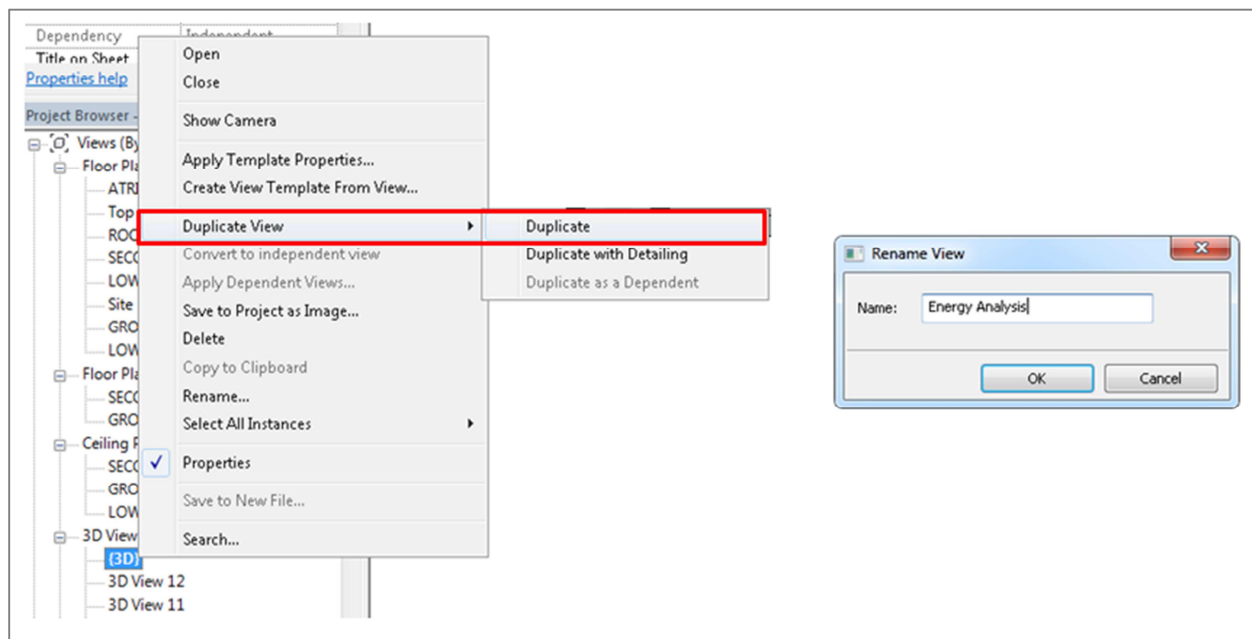 Dependency
Independent
Title on Sheet
Properties help
Project Browser -
Views (By
Floor Pla
ATRI
Top
ROO
SECO
LOW
Site
GRO
LOW
Floor Pla
SECO
GRO
Ceiling P
SECO
GRO
LOW
3D View
{3D}
3D View 12
3D View 11
Open
Close
Show Camera
Apply Template Properties...
Create View Template From View...
Duplicate View
Convert to independent view
Apply Dependent Views...
Save to Project as Image...
Delete
Copy to Clipboard
Rename...
Select All Instances
Properties
Save to New File...
Search...
Duplicate
Duplicate with Detailing
Duplicate as a Dependent
Rename View
Name: Energy Analysis
OK Cancel